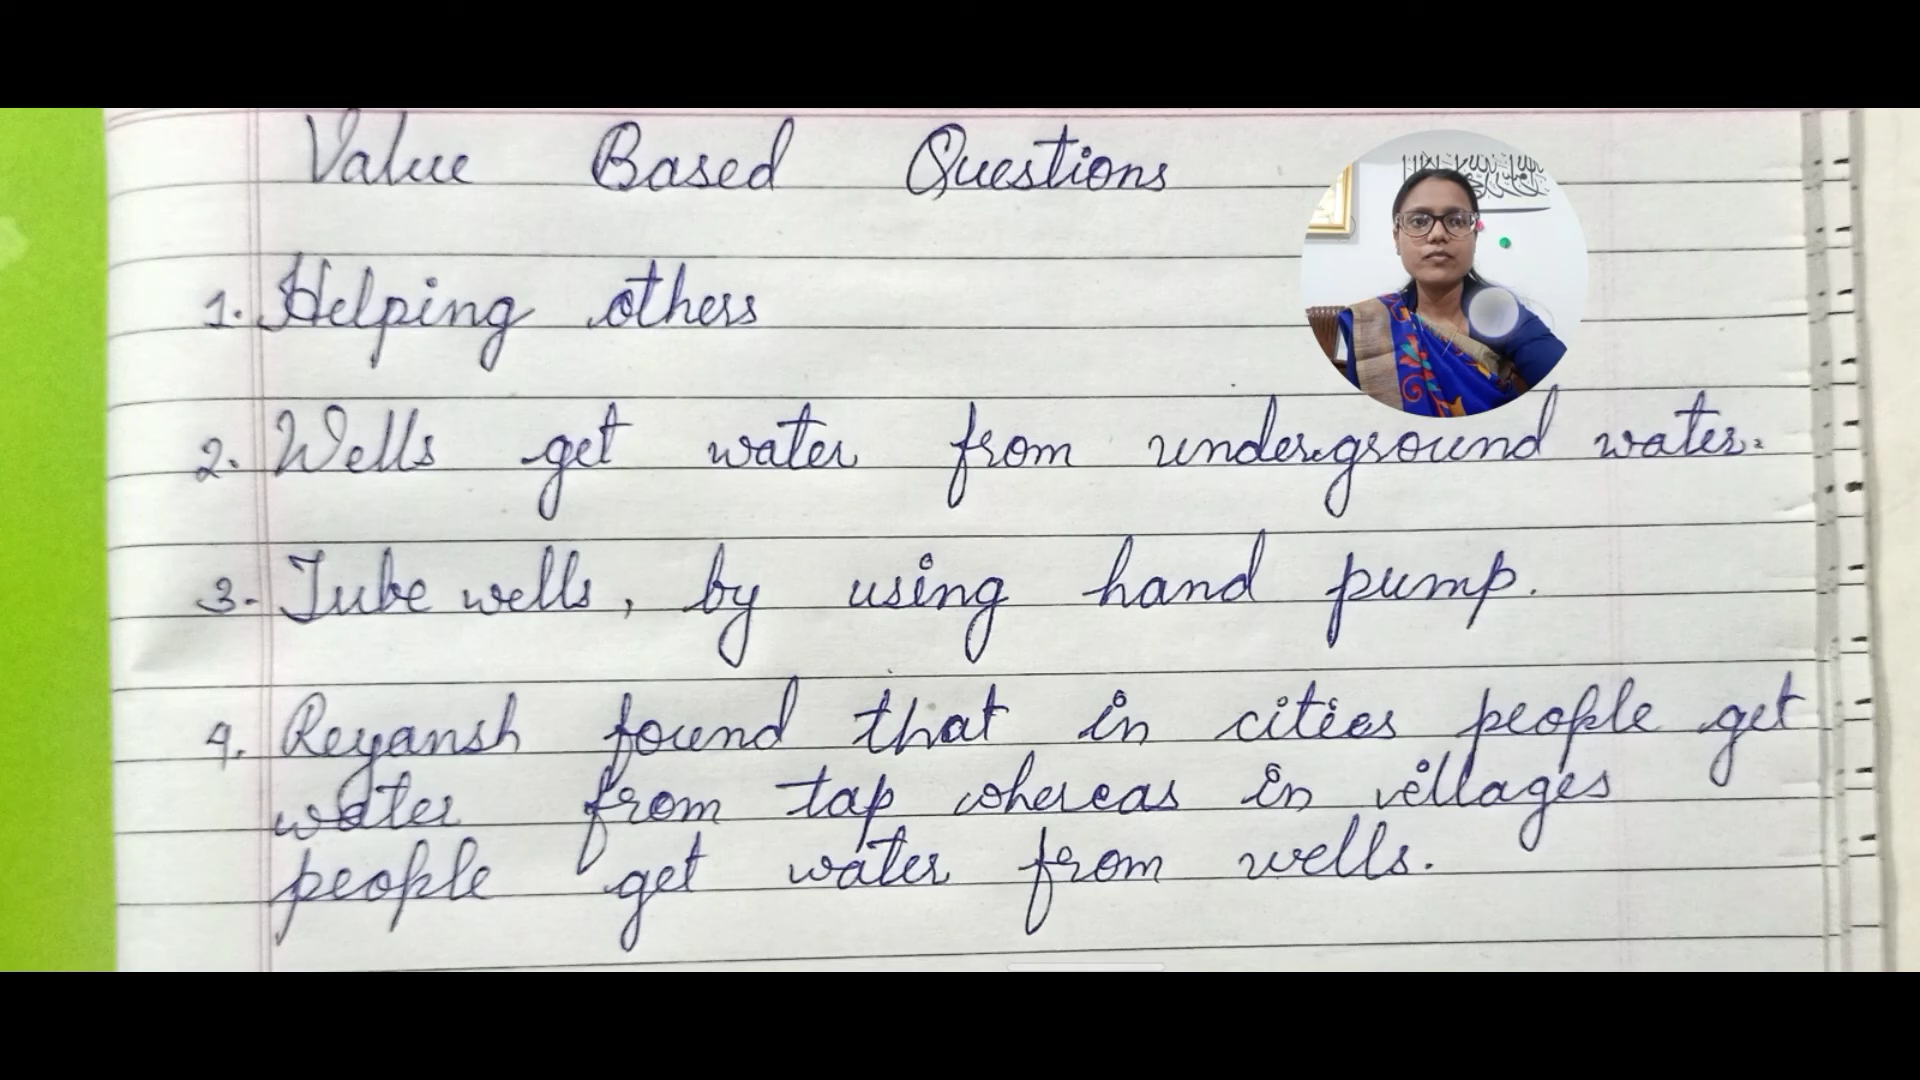 Value Based Questions
1. Helping others
2. Wells get water from underground water.
3. Tube wells, by using hand pump.
4. Reyansh found that in cities people get
water from tap whereas in villages
people get water from wells.